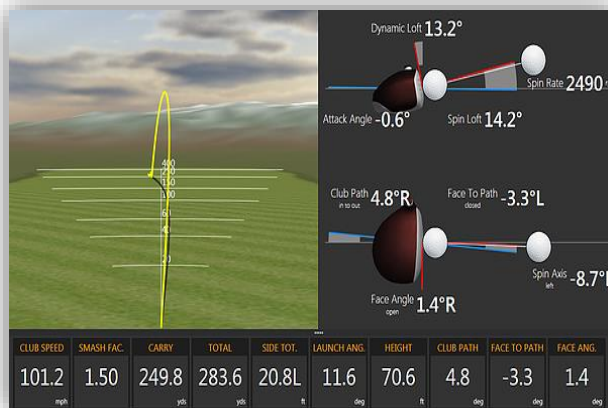 Dynamic Loft 13.2°
Spin Rate 2490
Attack Angle -0.6°
Spin Loft 14.2°
Club Path 4.8°R
in to out
Face To Path -3.3°L
closed
Spin Axis -8.7°L
left
Face Angle 1.4°R
open
400
250
150
100
60
30
CLUB SPEED SMASH FAC. CARRY TOTAL SIDE TOT. LAUNCH ANG. HEIGHT CLUB PATH FACE TO PATH FACE ANG.
101.2 1.50 249.8 283.6 20.8L 11.6 70.6 4.8 -3.3 1.4
mph yds yds ft deg ft deg deg deg